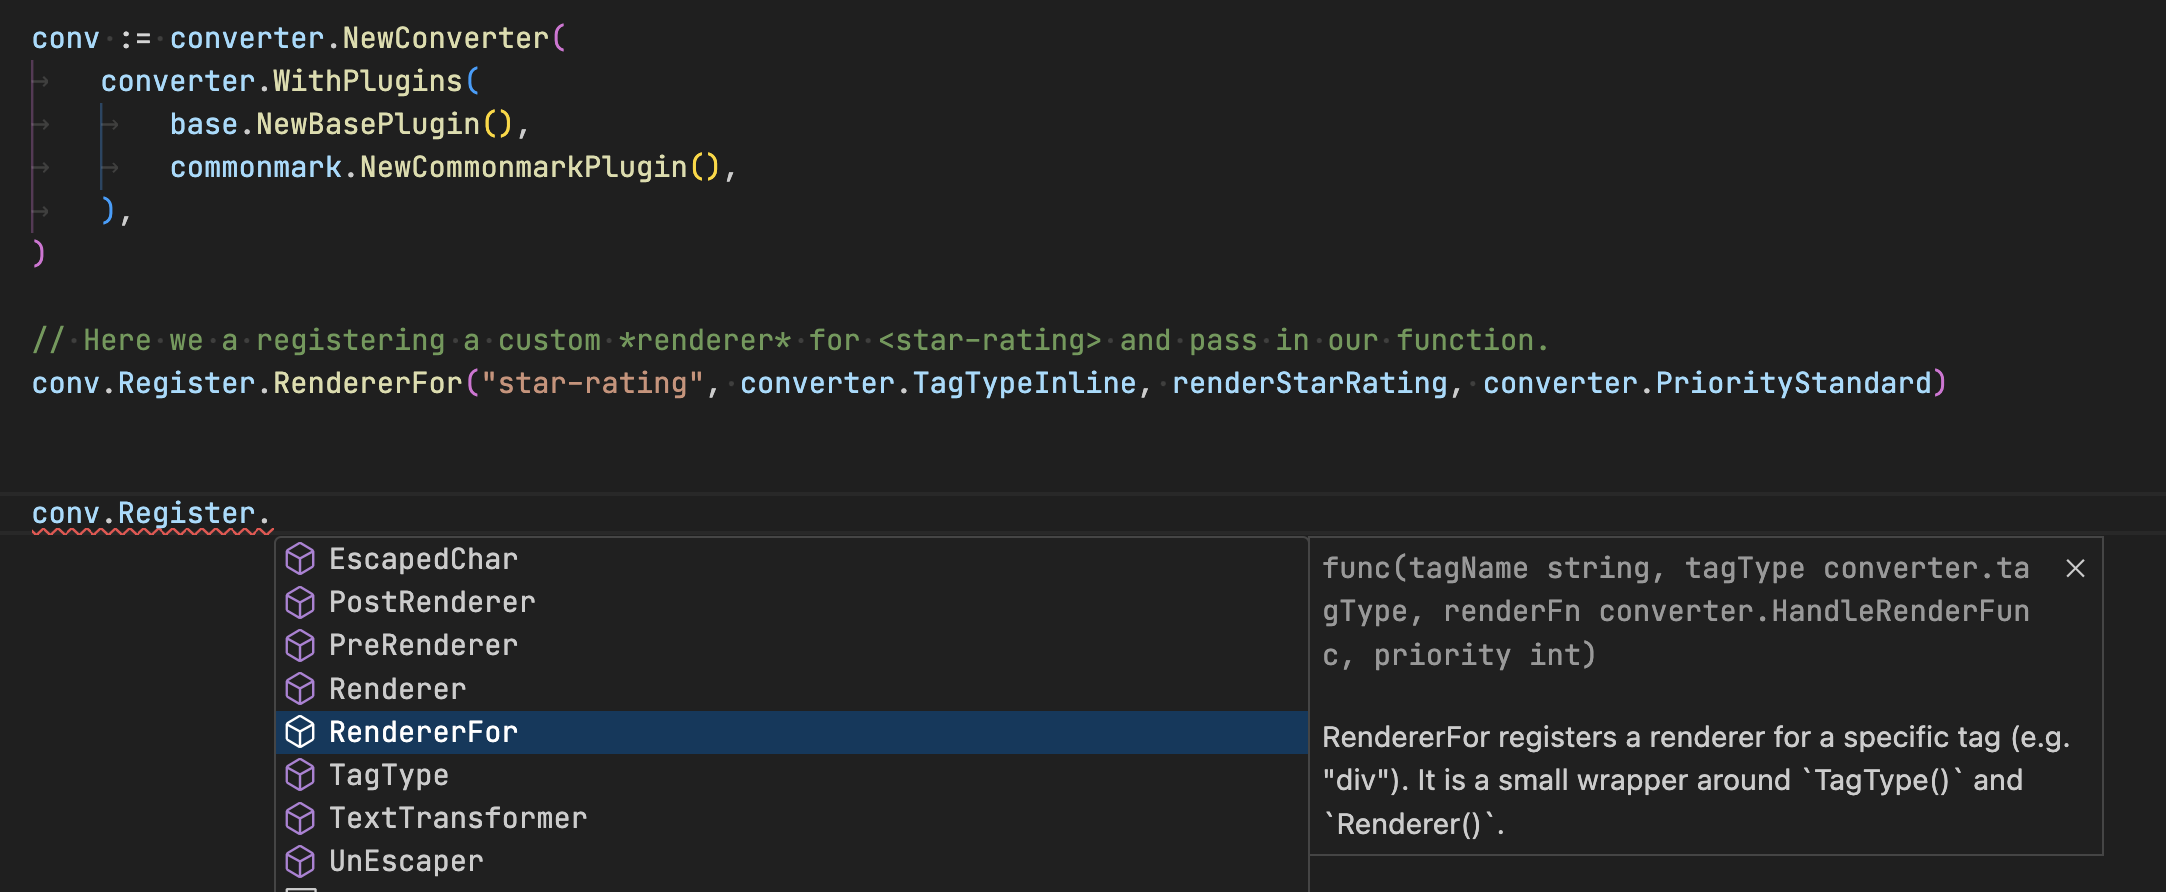 conv := converter.NewConverter(
converter.WithPlugins(
base.NewBasePlugin(),
commonmark.NewCommonmarkPlugin(),
),
)
// Here we a registering a custom *renderer* for <star-rating> and pass in our function.
conv.Register.RendererFor("star-rating", converter.TagTypeInline, renderStarRating, converter.PriorityStandard)
conv.Register.
EscapedChar
PostRenderer
PreRenderer
Renderer
RendererFor
TagType
TextTransformer
UnEscaper
func(tagName string, tagType converter.ta
gType, renderFn converter.HandleRenderFun
c, priority int)
RendererFor registers a renderer for a specific tag (e.g.
"div"). It is a small wrapper around `TagType()` and
`Renderer()`.